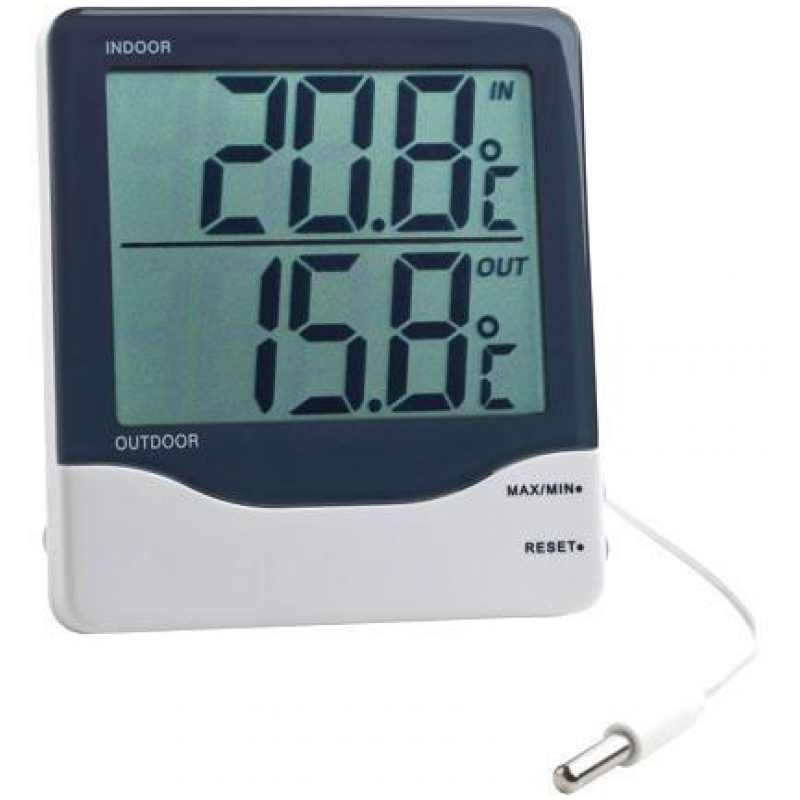 INDOOR
20.8 °C IN
15.8 °C OUT
OUTDOOR
MAX/MIN•
RESET•